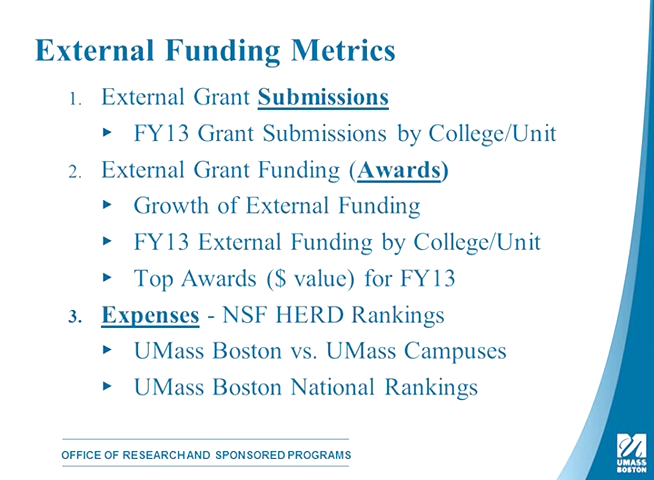 External Funding Metrics
1. External Grant Submissions
▸ FY13 Grant Submissions by College/Unit
2. External Grant Funding (Awards)
▸ Growth of External Funding
▸ FY13 External Funding by College/Unit
▸ Top Awards ($ value) for FY13
3. Expenses - NSF HERD Rankings
▸ UMass Boston vs. UMass Campuses
▸ UMass Boston National Rankings
OFFICE OF RESEARCH AND SPONSORED PROGRAMS
UMASS
BOSTON